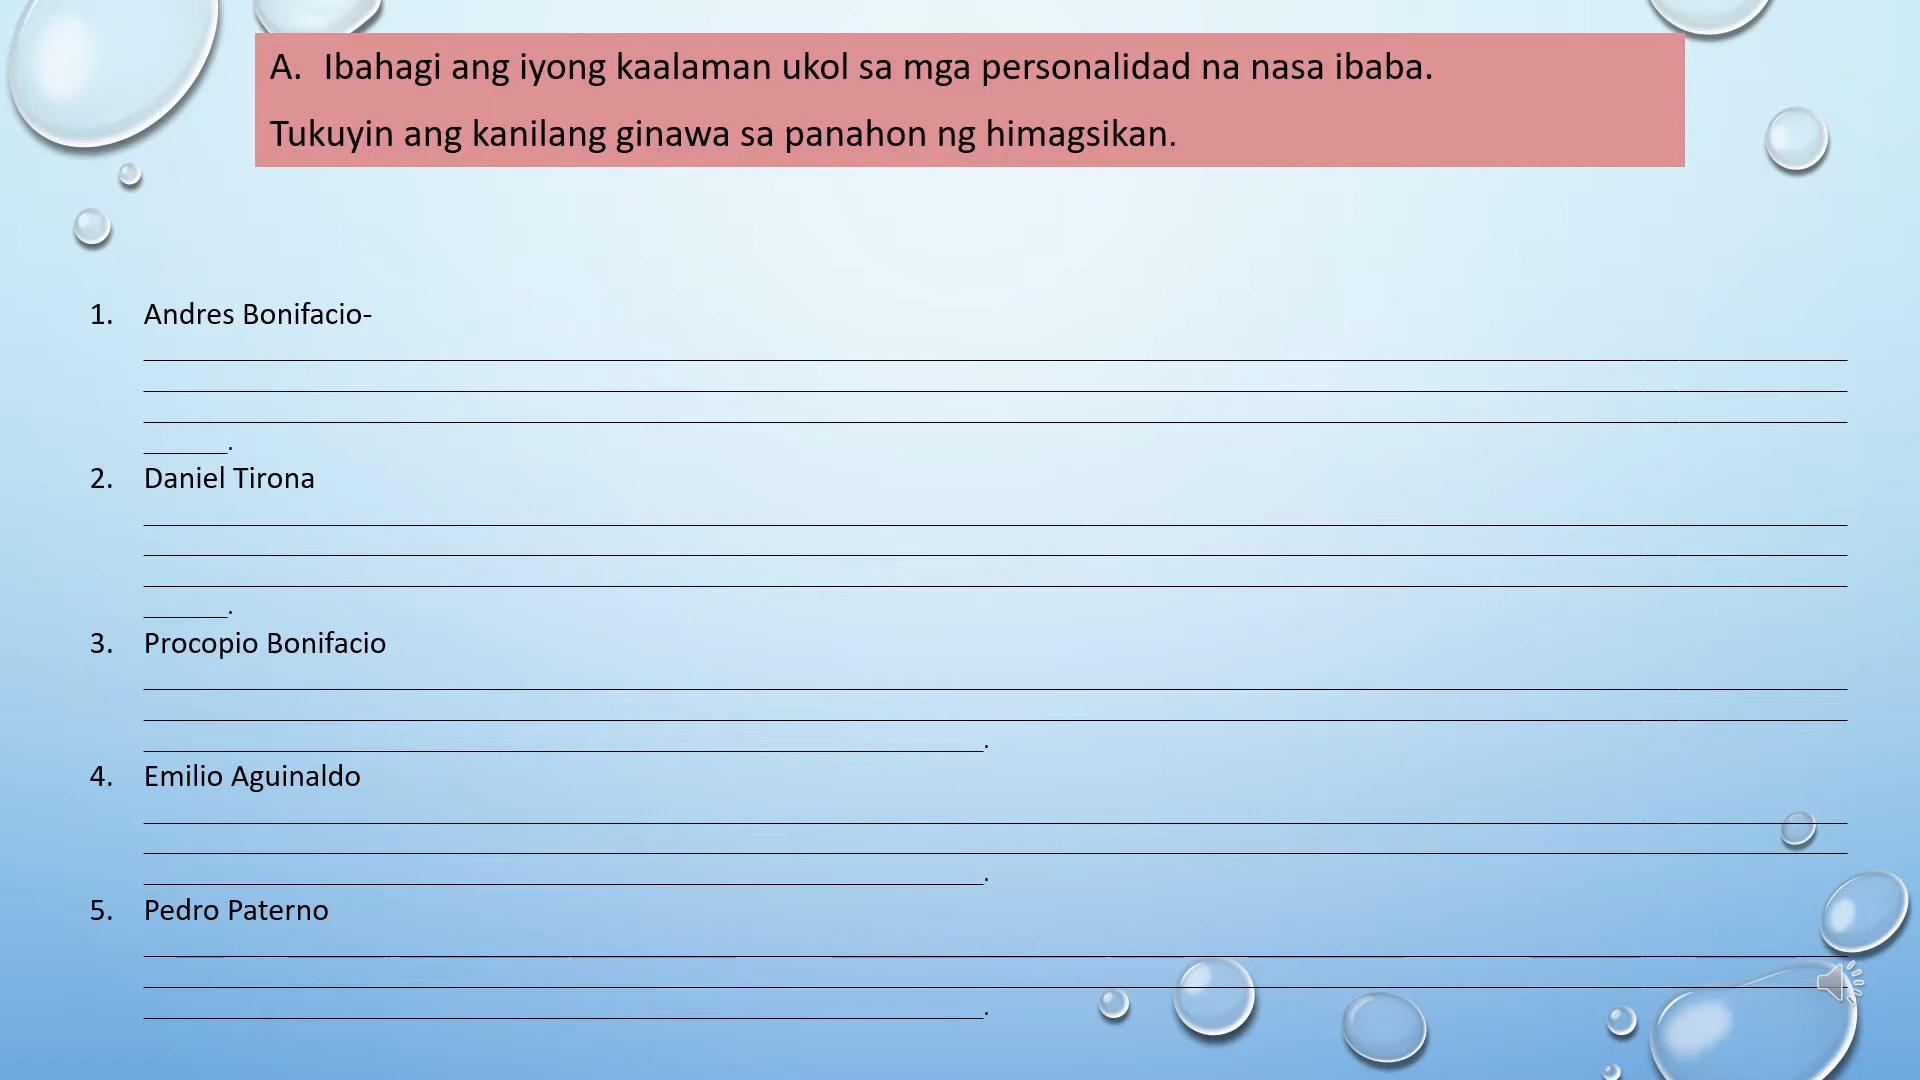 A. Ibahagi ang iyong kaalaman ukol sa mga personalidad na nasa ibaba.
Tukuyin ang kanilang ginawa sa panahon ng himagsikan.
1. Andres Bonifacio-
2. Daniel Tirona
3. Procopio Bonifacio
4. Emilio Aguinaldo
5. Pedro Paterno